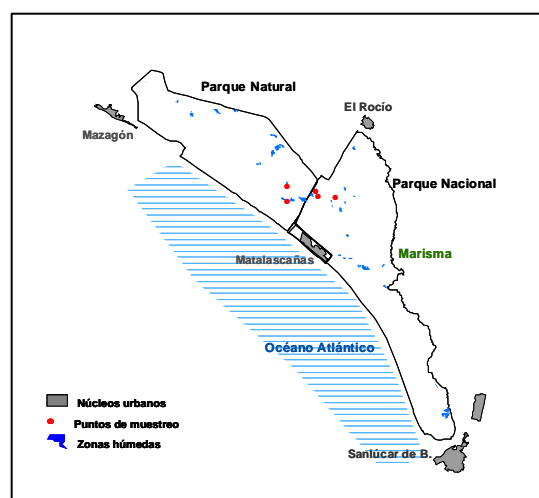 Parque Natural
El Rocío
Mazagón
Parque Nacional
Marisma
Matalascañas
Océano Atlántico
Núcleos urbanos
Puntos de muestreo
Zonas húmedas
Sanlúcar de B.